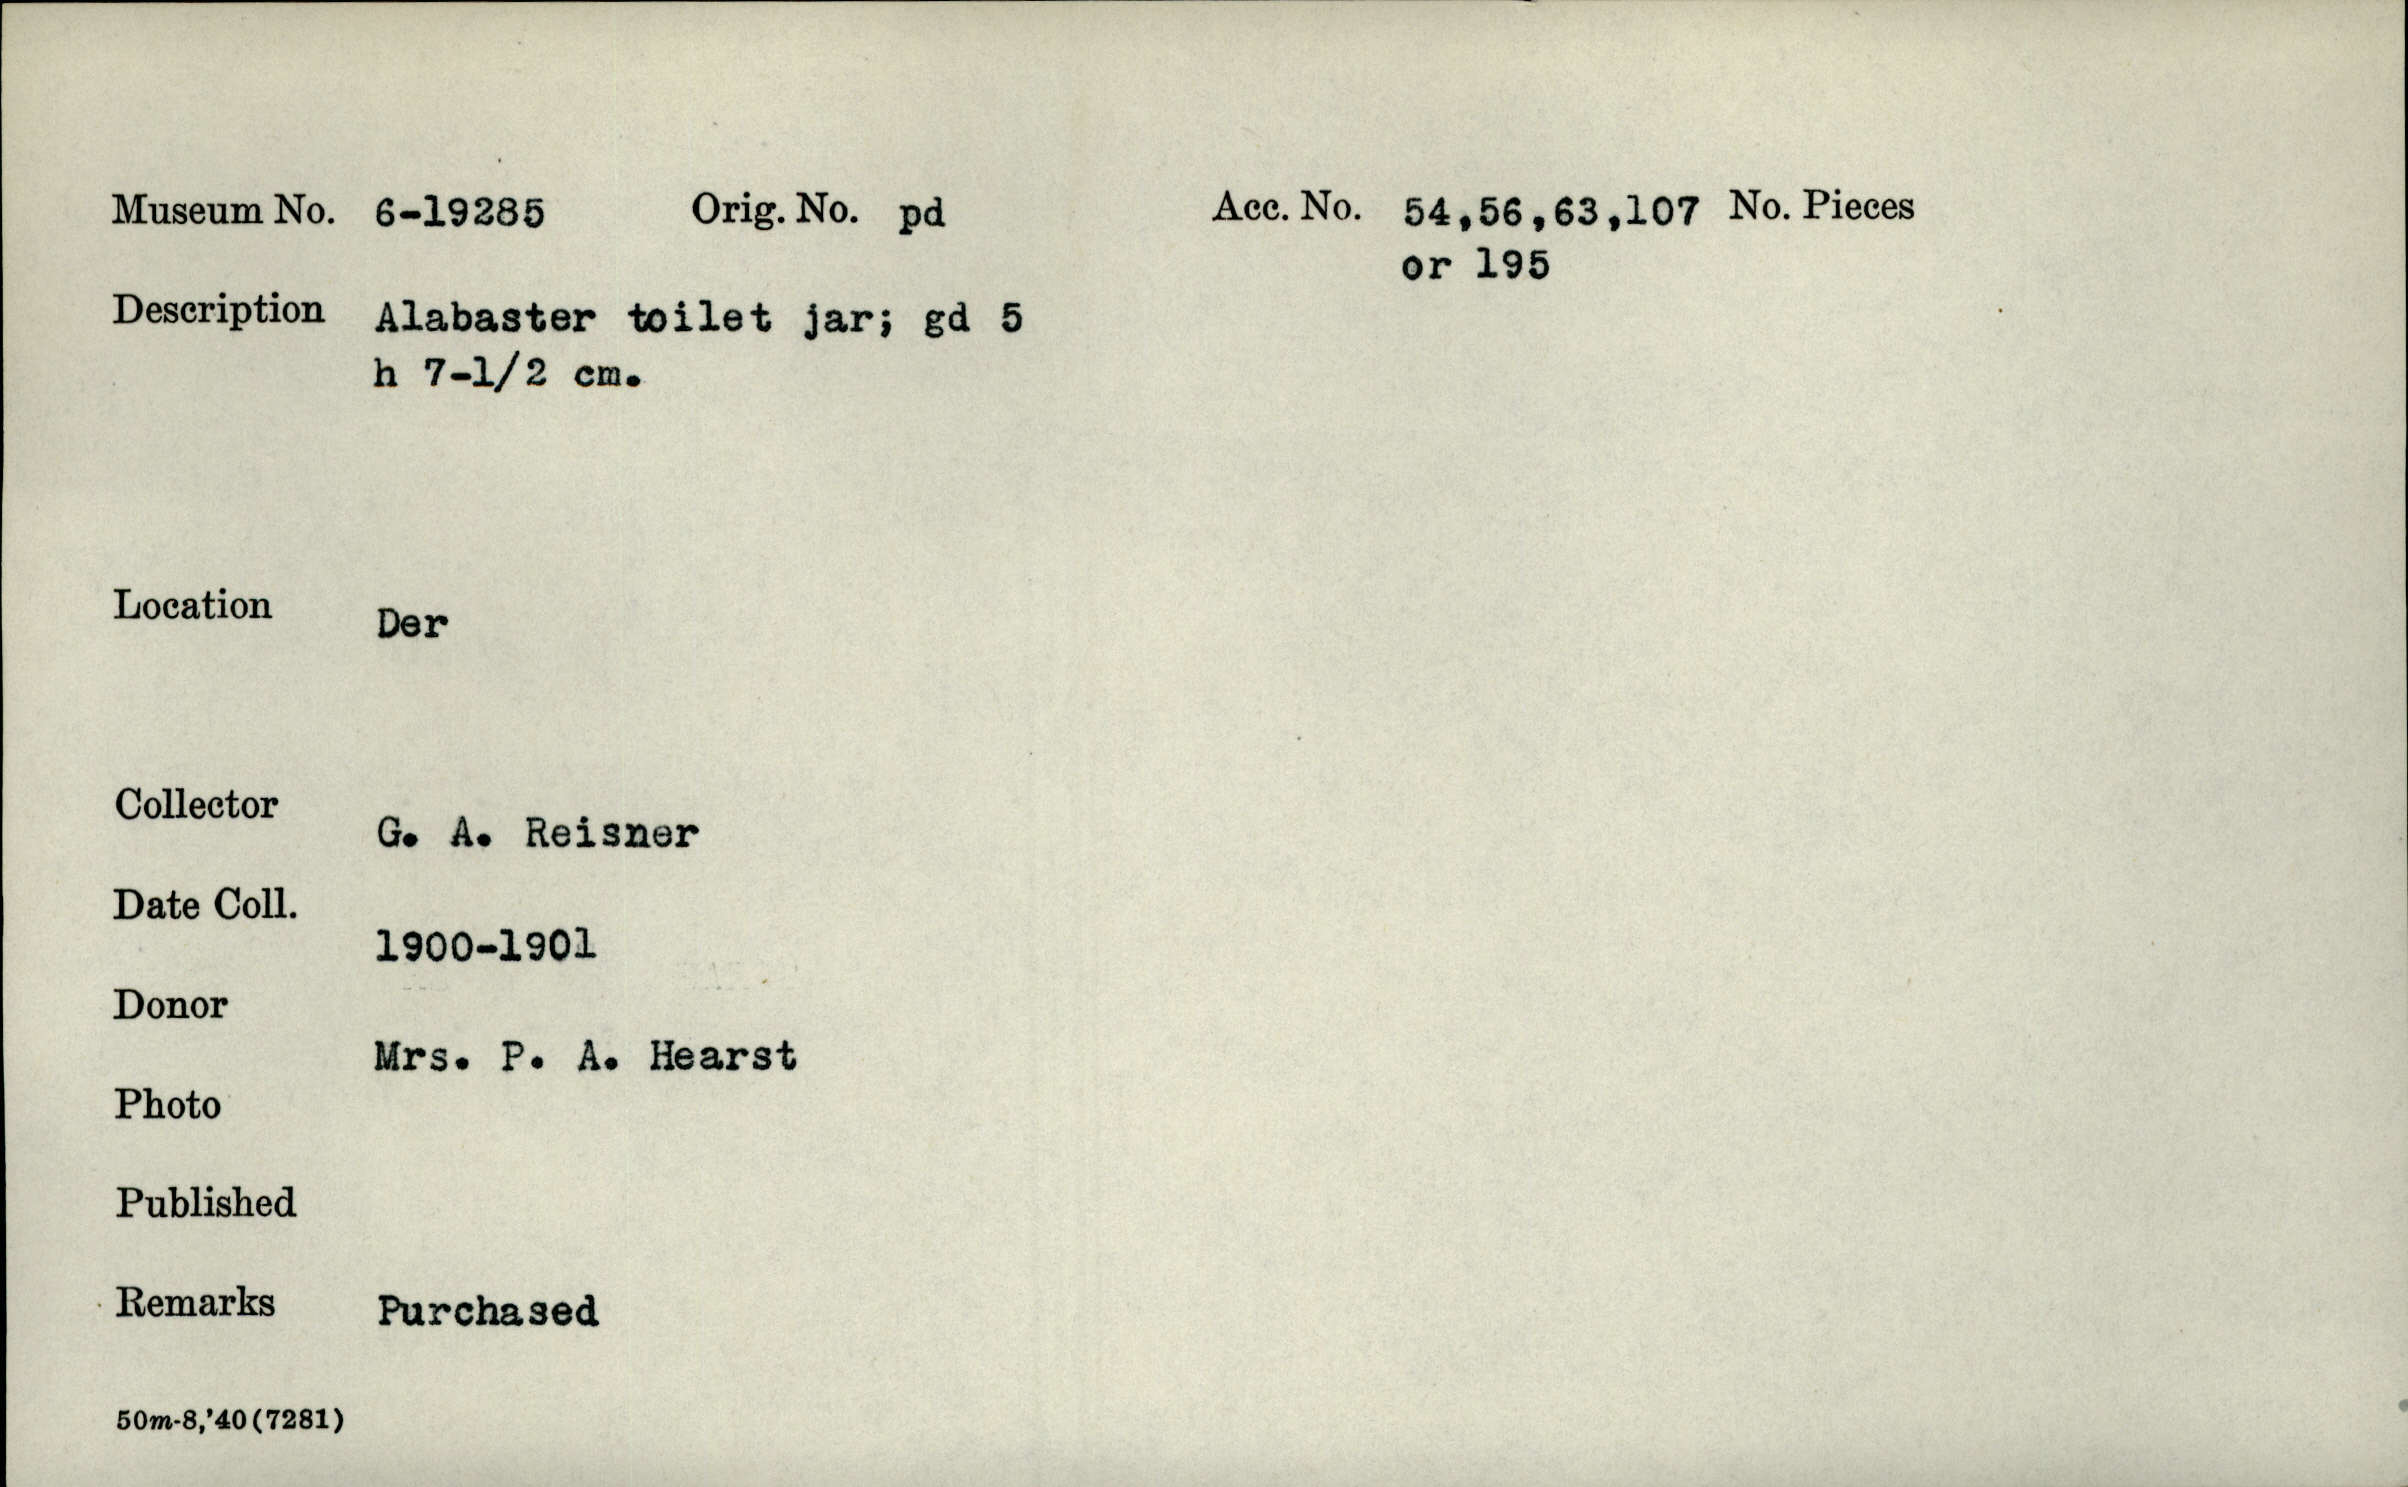 Museum No. 6-19285 Orig. No. pd Acc. No. 54,56,63,107 No. Pieces
or 195
Description Alabaster toilet jar; gd 5
h 7-1/2 cm.
Location Der
Collector G. A. Reisner
Date Coll. 1900-1901
Donor Mrs. P. A. Hearst
Photo
Published
Remarks Purchased
50m-8,'40(7281)